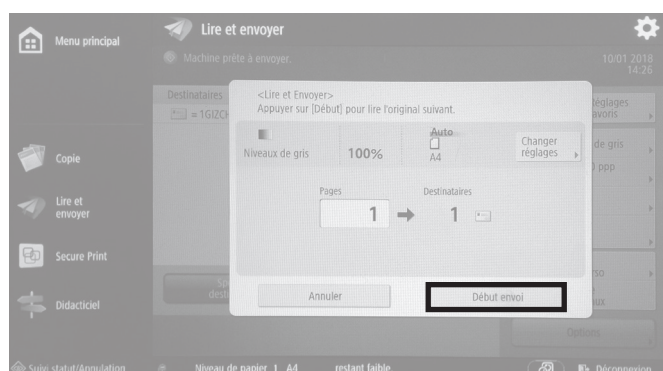 Menu principal
Lire et envoyer
Machine prête à envoyer.
10/01 2018
14:26
Destinataires
<Lire et Envoyer>
Appuyer sur [Début] pour lire l'original suivant.
Niveaux de gris
100%
Auto
A4
Changer
réglages
Pages
1
Destinataires
1
Annuler
Début envoi
Copie
Lire et
envoyer
Secure Print
Didacticiel
de gris
ppp
Options
Suivi statut/Annulation
Niveau de papier 1 A4 restant faible
Déconnexion